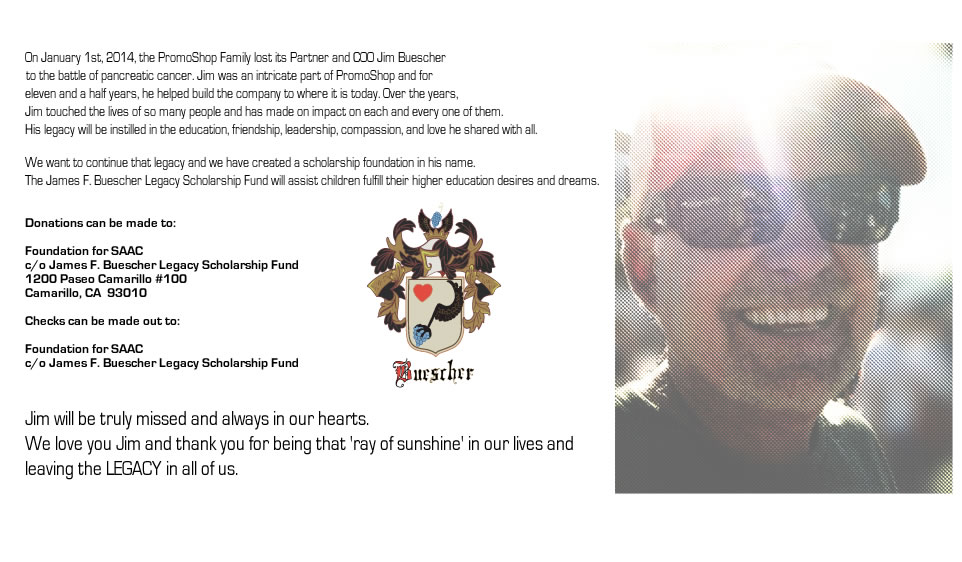 On January 1st, 2014, the PromoShop Family lost its Partner and COO Jim Buescher
to the battle of pancreatic cancer. Jim was an intricate part of PromoShop and for
eleven and a half years, he helped build the company to where it is today. Over the years,
Jim touched the lives of so many people and has made on impact on each and every one of them.
His legacy will be instilled in the education, friendship, leadership, compassion, and love he shared with all.
We want to continue that legacy and we have created a scholarship foundation in his name.
The James F. Buescher Legacy Scholarship Fund will assist children fulfill their higher education desires and dreams.
Donations can be made to:
Foundation for SAAC
c/o James F. Buescher Legacy Scholarship Fund
1200 Paseo Camarillo #100
Camarillo, CA 93010
Checks can be made out to:
Foundation for SAAC
c/o James F. Buescher Legacy Scholarship Fund
Buescher
Jim will be truly missed and always in our hearts.
We love you Jim and thank you for being that 'ray of sunshine' in our lives and
leaving the LEGACY in all of us.